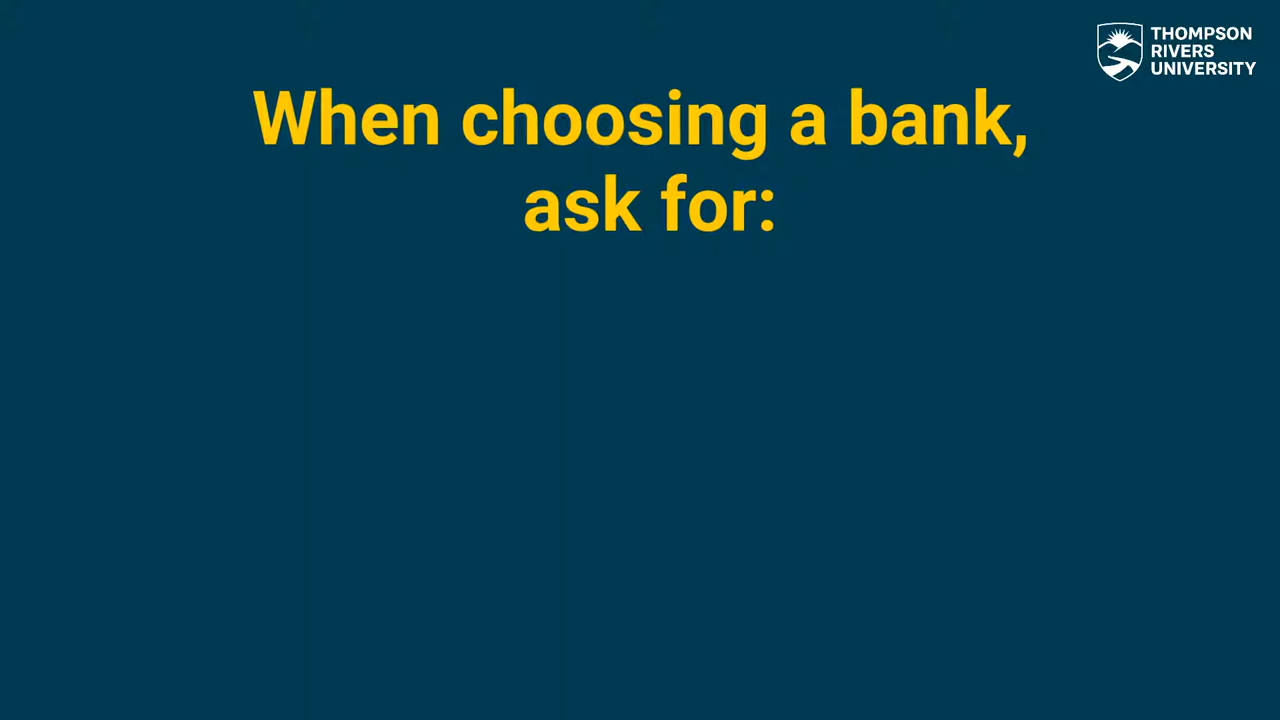 THOMPSON
RIVERS
UNIVERSITY
When choosing a bank,
ask for: